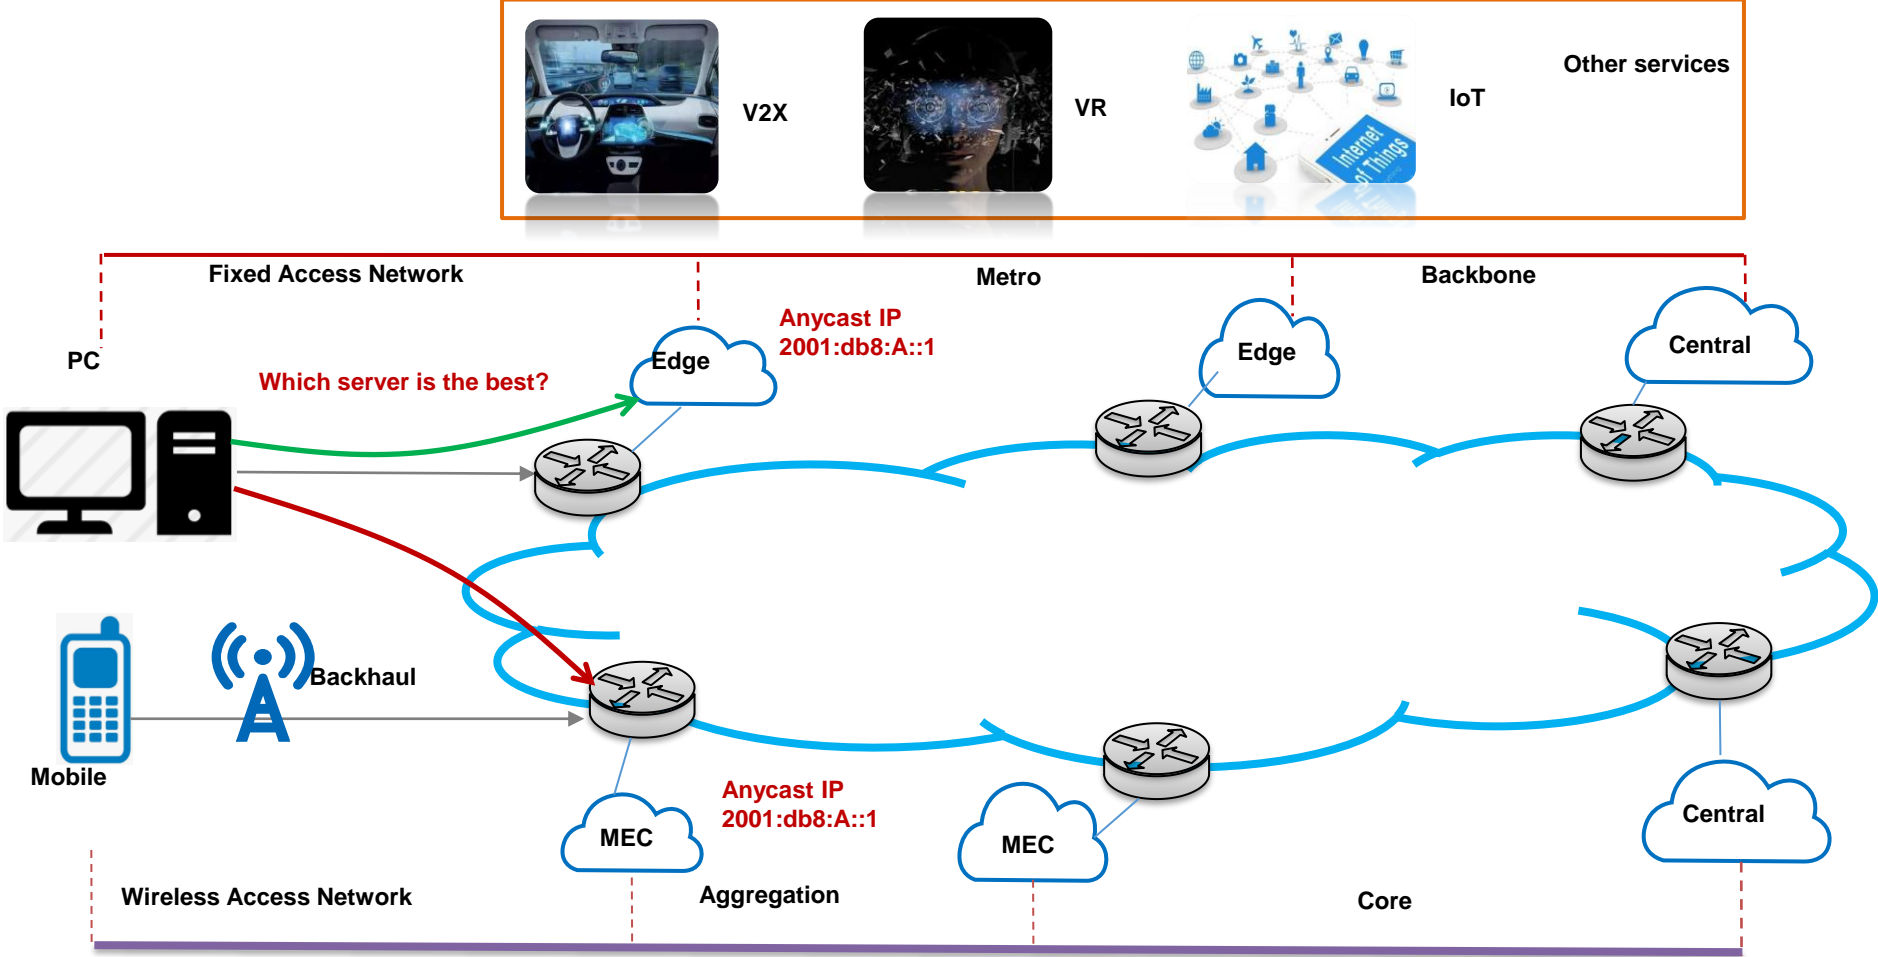 V2X
VR
Internet
of Things
IoT
Other services
Fixed Access Network
Metro
Backbone
PC
Which server is the best?
Edge
Anycast IP
2001:db8:A::1
Edge
Central
Backhaul
Mobile
MEC
Anycast IP
2001:db8:A::1
MEC
Central
Wireless Access Network
Aggregation
Core